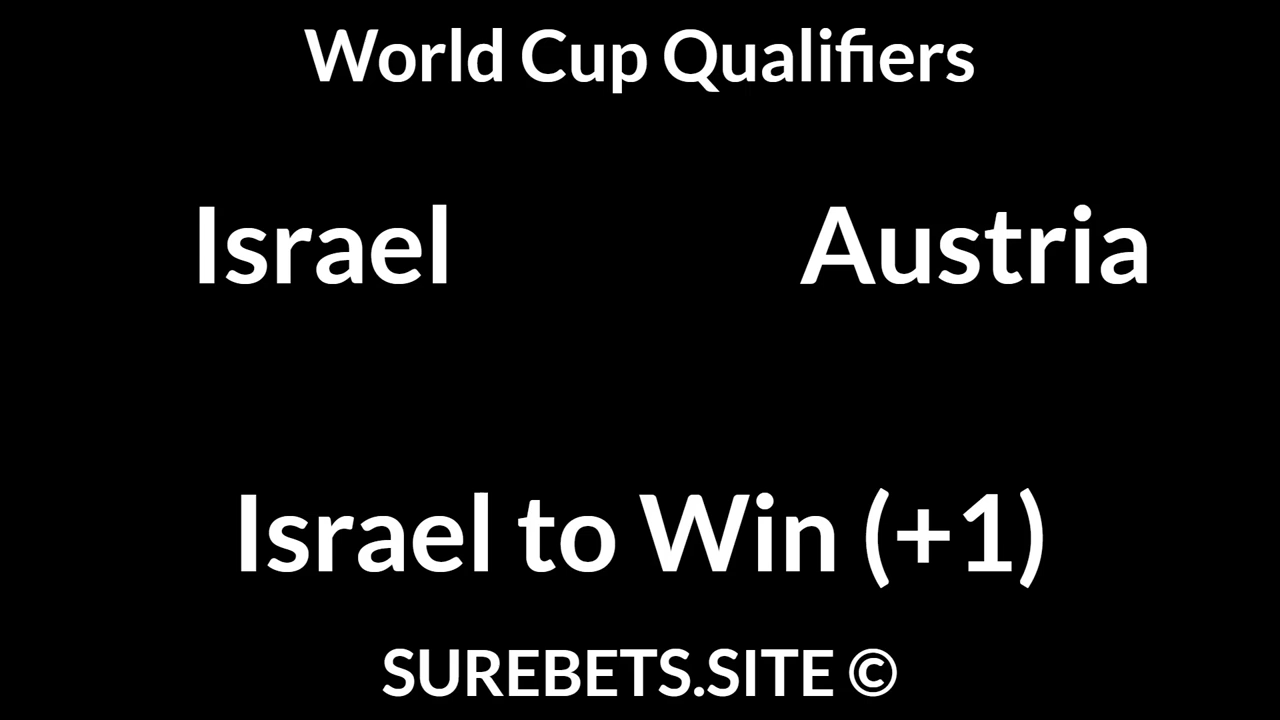 World Cup Qualifiers
Israel Austria
Israel to Win (+1)
SUREBETS.SITE ©